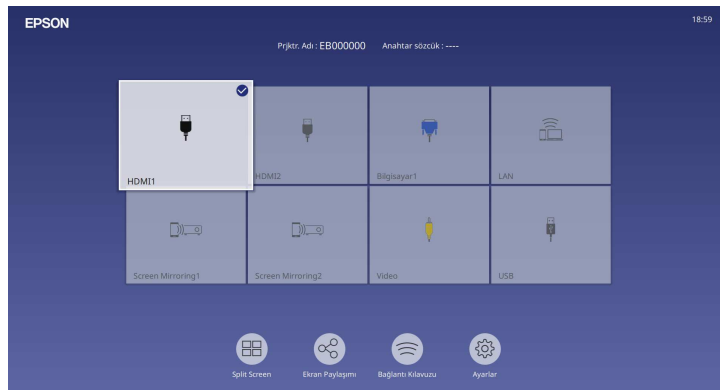 EPSON
18:59
Prjktr. Adı : EB000000 Anahtar sözcük : ----
HDMI1
HDMI2
Bilgisayar1
LAN
Screen Mirroring1
Screen Mirroring2
Video
USB
Split Screen
Ekran Paylaşımı
Bağlantı Kılavuzu
Ayarlar